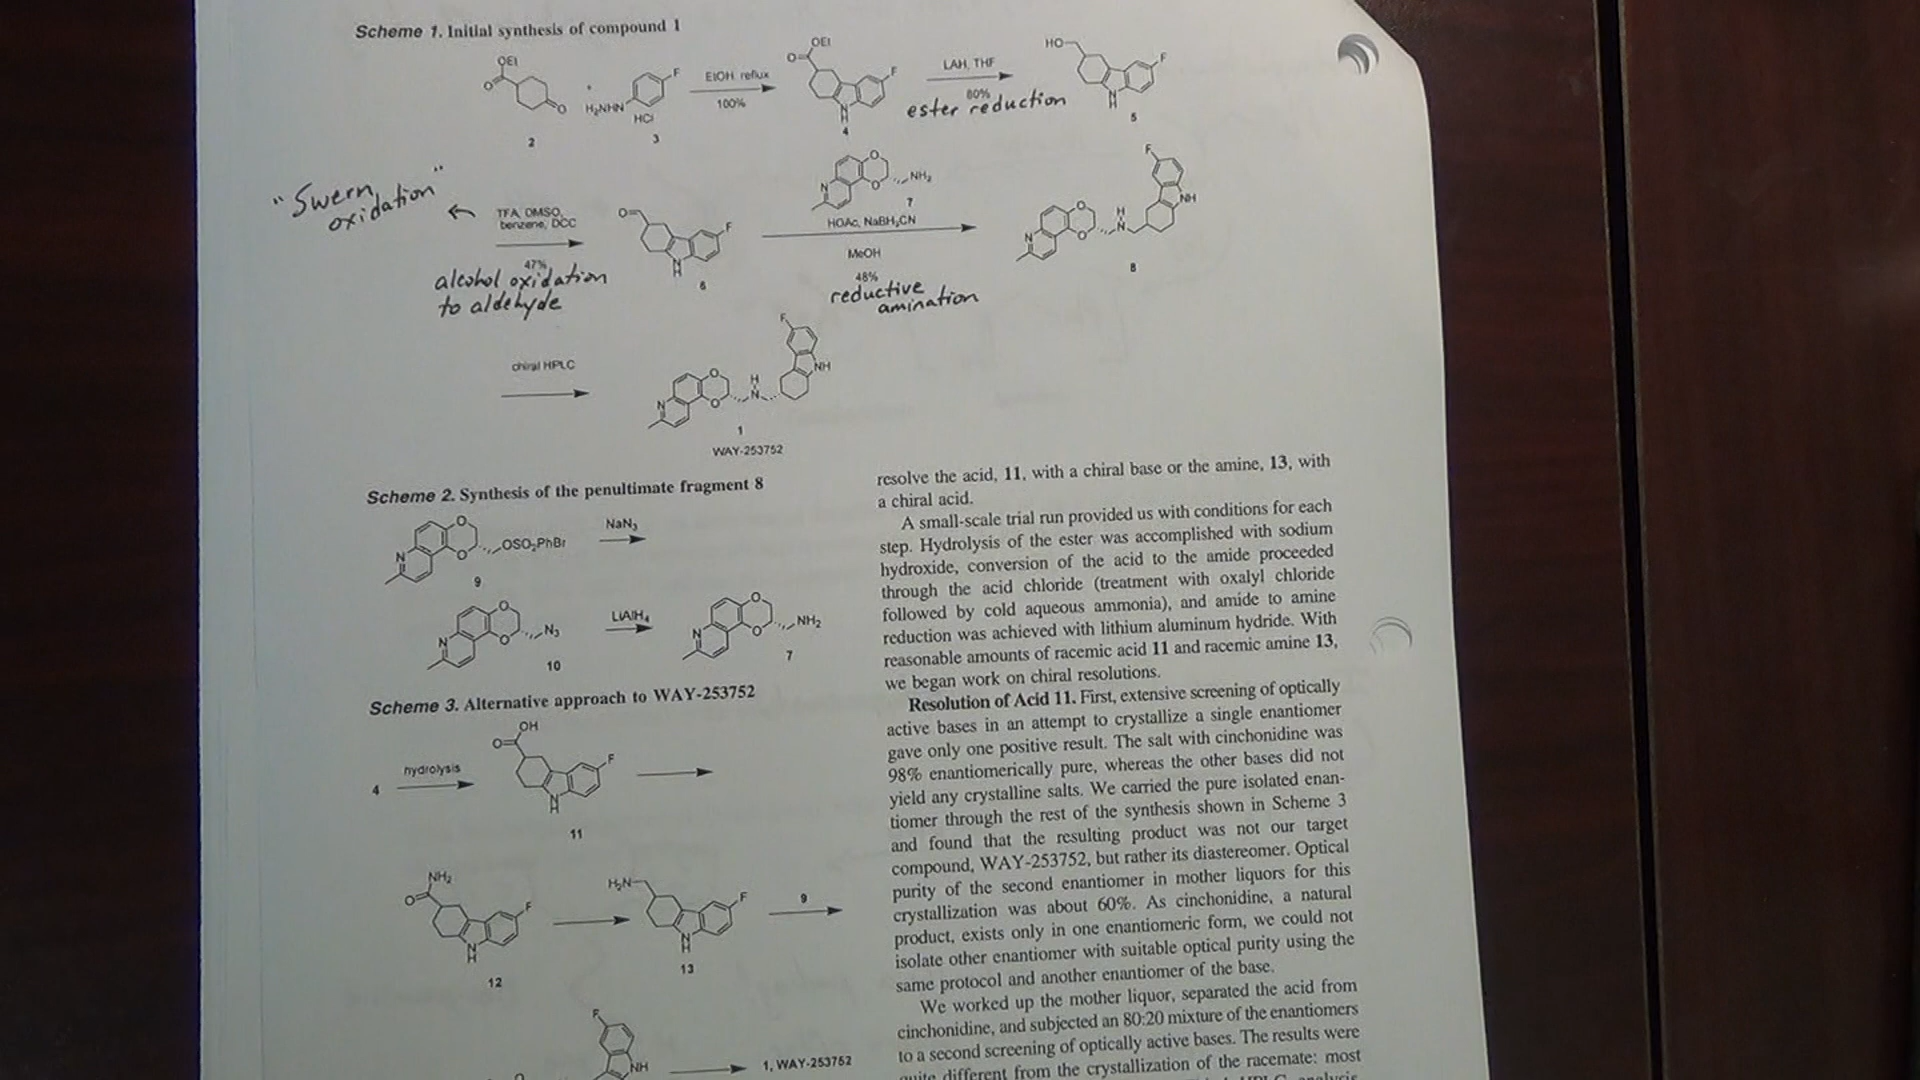 Scheme 1. Initial synthesis of compound 1
OEt
O
O
2
+
H₂NHN
F
HCl
3
EtOH, reflux
100%
OEt
O
F
N
H
4
LAH, THF
80%
ester reduction
HO
F
N
H
5
"Swern
oxidation"
←
TFA, DMSO,
benzene, DCC
47%
alcohol oxidation
to aldehyde
O
F
N
H
6
O
O
N
NH₂
7
HOAc, NaBH₃CN
MeOH
48%
reductive
amination
F
NH
H
N
O
O
N
8
chiral HPLC
F
NH
H
N
O
O
N
1
WAY-253752
Scheme 2. Synthesis of the penultimate fragment 8
O
O
N
OSO₂PhBr
9
NaN₃
O
O
N
N₃
10
LiAlH₄
O
O
N
NH₂
7
Scheme 3. Alternative approach to WAY-253752
4
hydrolysis
OH
O
F
N
H
11
NH₂
O
F
N
H
12
H₂N
F
N
H
13
9
F
NH
O
1, WAY-253752
resolve the acid, 11, with a chiral base or the amine, 13, with
a chiral acid.
A small-scale trial run provided us with conditions for each
step. Hydrolysis of the ester was accomplished with sodium
hydroxide, conversion of the acid to the amide proceeded
through the acid chloride (treatment with oxalyl chloride
followed by cold aqueous ammonia), and amide to amine
reduction was achieved with lithium aluminum hydride. With
reasonable amounts of racemic acid 11 and racemic amine 13,
we began work on chiral resolutions.
Resolution of Acid 11. First, extensive screening of optically
active bases in an attempt to crystallize a single enantiomer
gave only one positive result. The salt with cinchonidine was
98% enantiomerically pure, whereas the other bases did not
yield any crystalline salts. We carried the pure isolated enan-
tiomer through the rest of the synthesis shown in Scheme 3
and found that the resulting product was not our target
compound, WAY-253752, but rather its diastereomer. Optical
purity of the second enantiomer in mother liquors for this
crystallization was about 60%. As cinchonidine, a natural
product, exists only in one enantiomeric form, we could not
isolate other enantiomer with suitable optical purity using the
same protocol and another enantiomer of the base.
We worked up the mother liquor, separated the acid from
cinchonidine, and subjected an 80:20 mixture of the enantiomers
to a second screening of optically active bases. The results were
quite different from the crystallization of the racemate: most
HPLC analysis